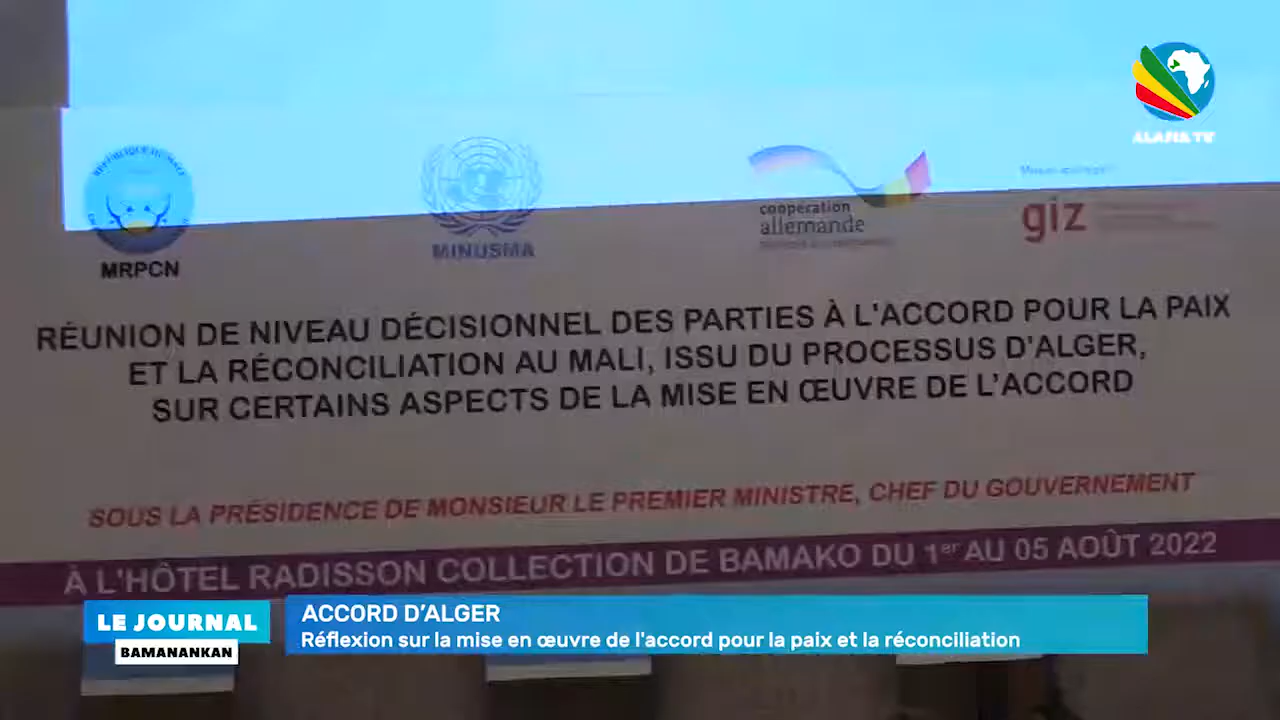 ALAFIA TV
MRPCN
MINUSMA
coopération
allemande
giz
RÉUNION DE NIVEAU DÉCISIONNEL DES PARTIES À L'ACCORD POUR LA PAIX
ET LA RÉCONCILIATION AU MALI, ISSU DU PROCESSUS D'ALGER,
SUR CERTAINS ASPECTS DE LA MISE EN ŒUVRE DE L'ACCORD
SOUS LA PRÉSIDENCE DE MONSIEUR LE PREMIER MINISTRE, CHEF DU GOUVERNEMENT
À L'HÔTEL RADISSON COLLECTION DE BAMAKO DU 1er AU 05 AOÛT 2022
LE JOURNAL
BAMANANKAN
ACCORD D’ALGER
Réflexion sur la mise en œuvre de l'accord pour la paix et la réconciliation